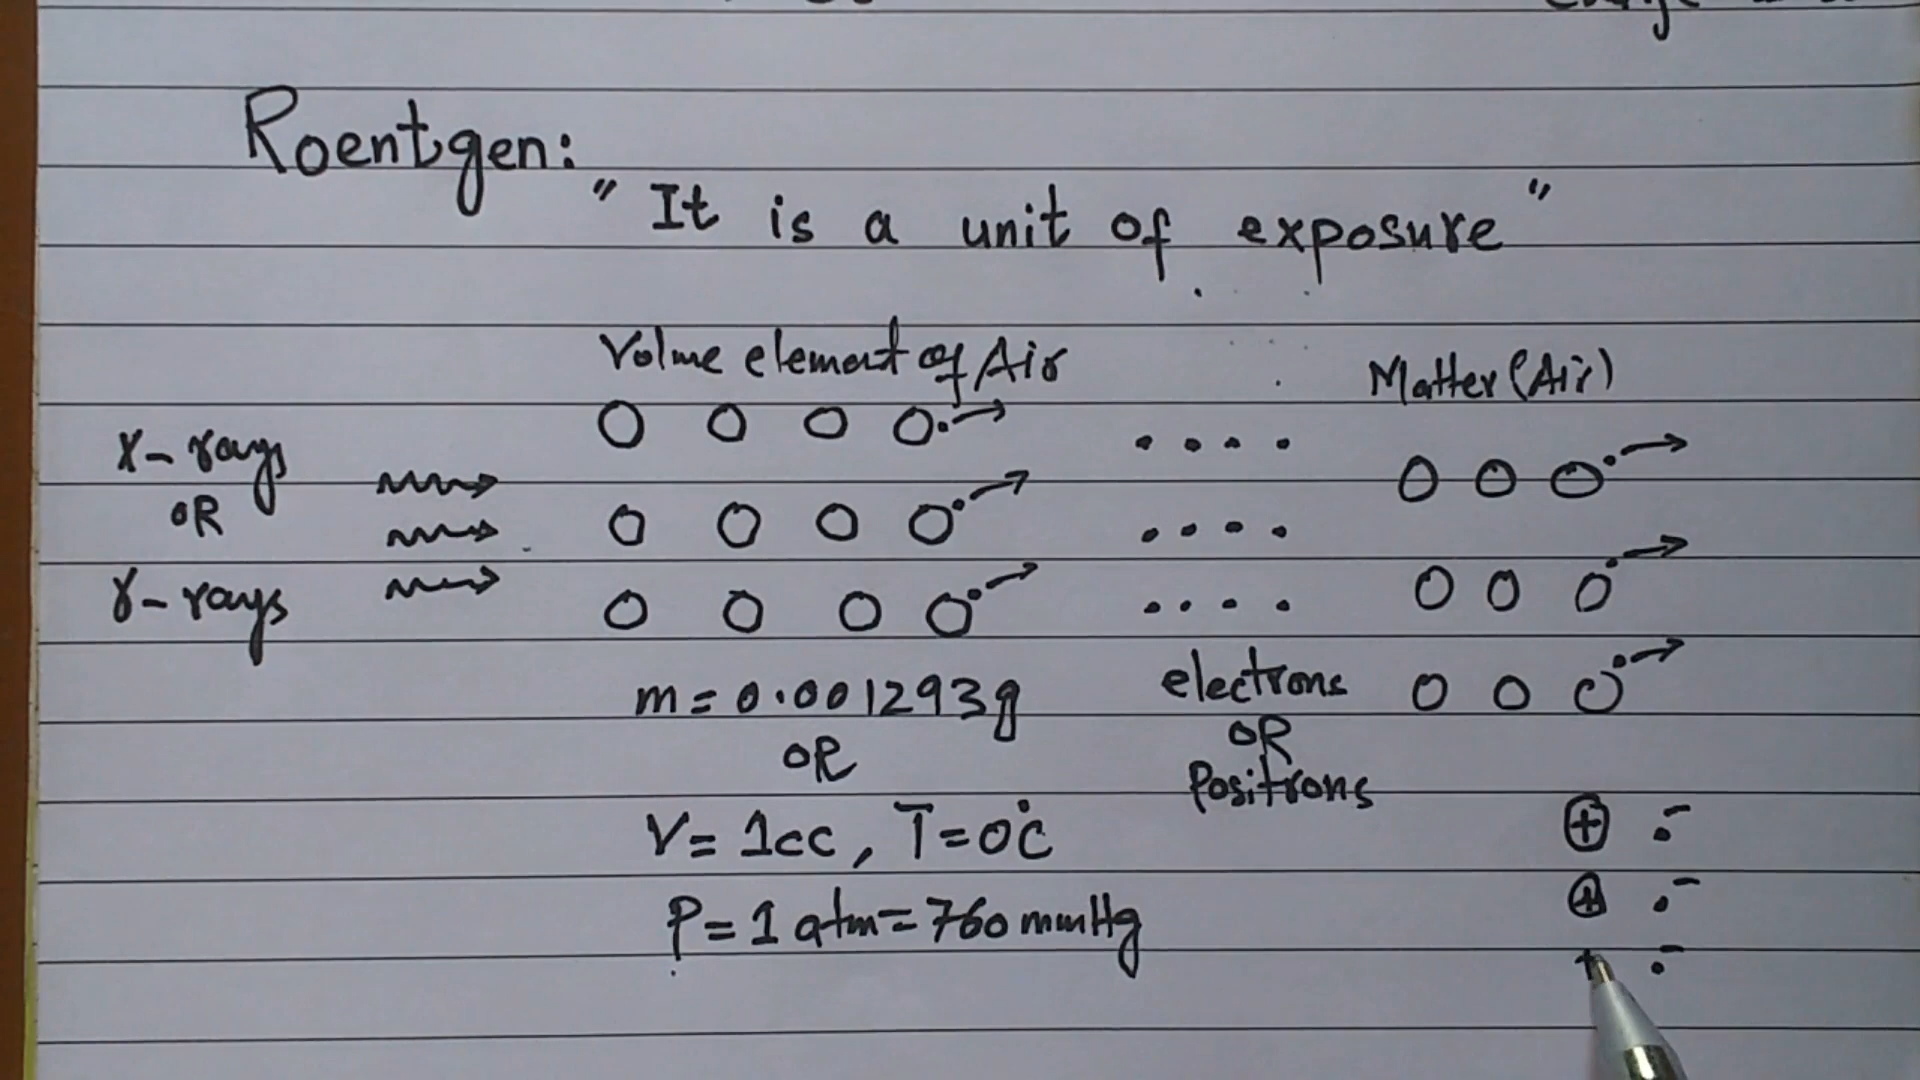 Roentgen:
" It is a unit of exposure "
Volme element of Air
Matter (Air)
X-rays
OR
γ-rays
m = 0.001293g
OR
V = 1cc, T = 0°C
P = 1 atm = 760 mmHg
electrons
OR
Positrons
+ -
+ -
+ -